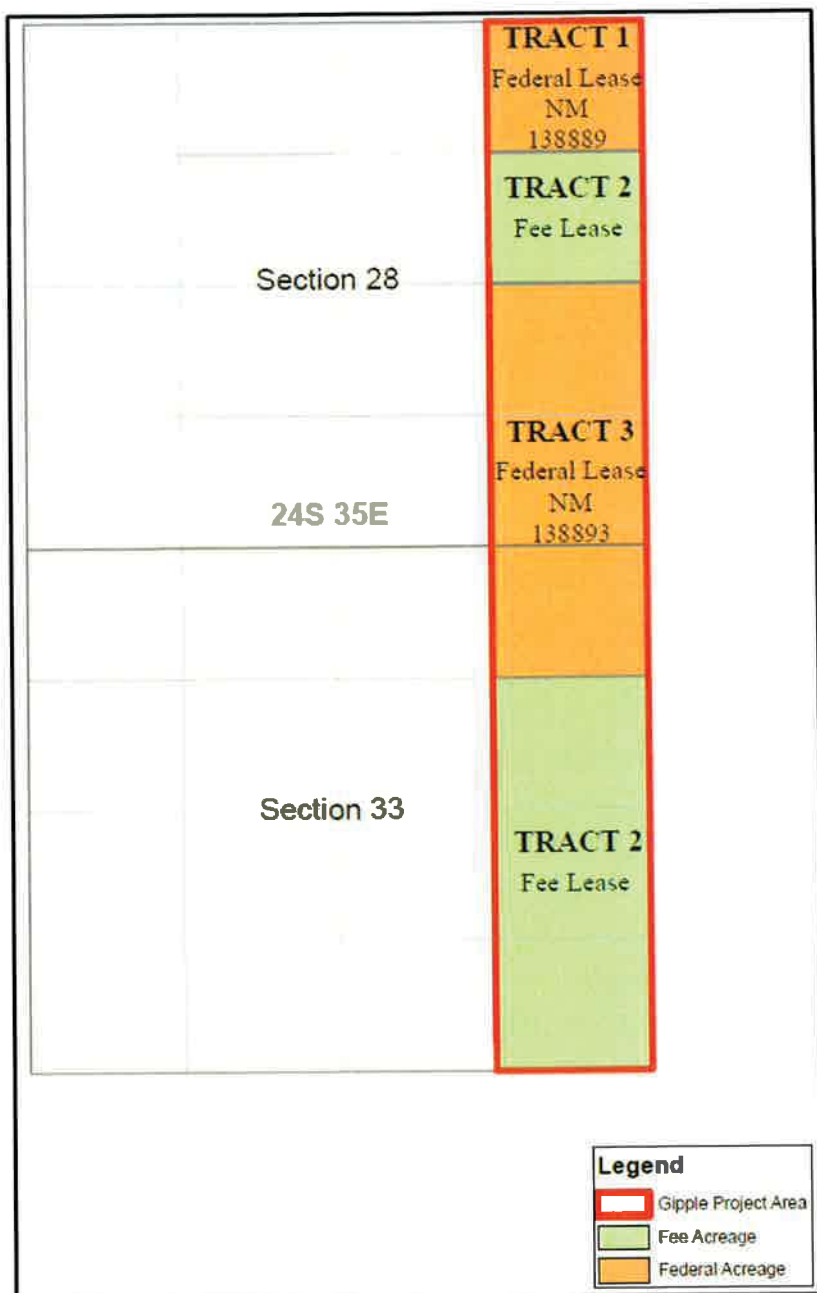 TRACT 1
Federal Lease
NM
138889
TRACT 2
Fee Lease
Section 28
TRACT 3
Federal Lease
NM
138893
24S 35E
Section 33
TRACT 2
Fee Lease
Legend
Gipple Project Area
Fee Acreage
Federal Acreage